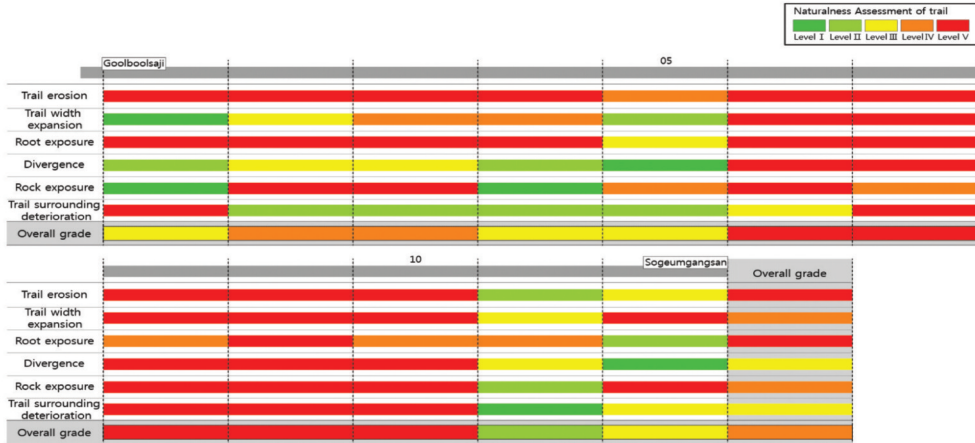 Naturalness Assessment of trail
Level Ⅰ Level Ⅱ Level Ⅲ Level Ⅳ Level Ⅴ
Goolboolsaji 05
Trail erosion
Trail width
expansion
Root exposure
Divergence
Rock exposure
Trail surrounding
deterioration
Overall grade
10 Sogeumgangsan
Overall grade
Trail erosion
Trail width
expansion
Root exposure
Divergence
Rock exposure
Trail surrounding
deterioration
Overall grade